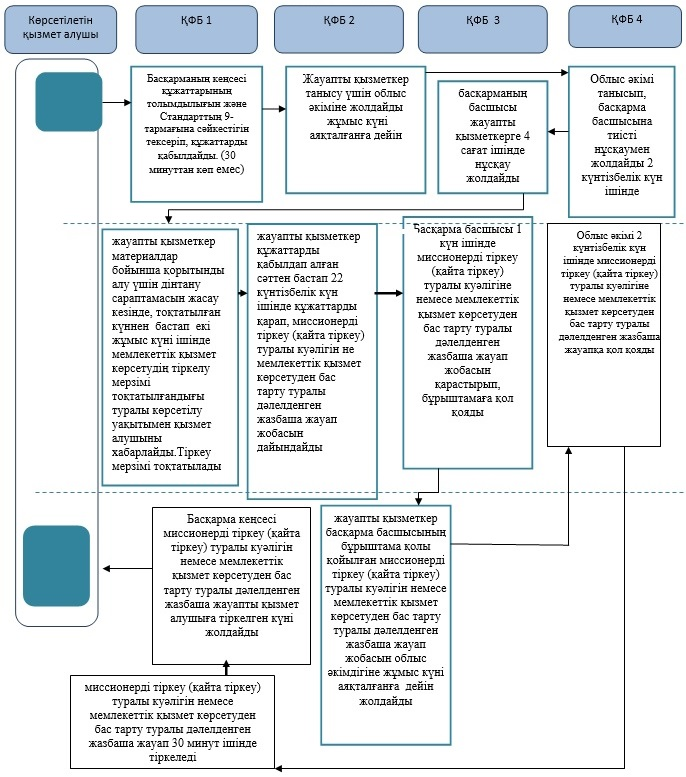 Көрсетілетін
қызмет алушы
ҚФБ 1
ҚФБ 2
ҚФБ 3
ҚФБ 4
Басқарманың кеңсесі
құжаттарының
толымдылығын және
Стандарттың 9-
тармағына сәйкестігін
тексеріп, құжаттарды
қабылдайды. (30
минуттан көп емес)
Жауапты қызметкер
танысу үшін облыс
әкіміне жолдайды
жұмыс күні
аяқталғанға дейін
басқарманың
басшысы
жауапты
қызметкерге 4
сағат ішінде
нұсқау
жолдайды
Облыс әкімі
танысып,
басқарма
басшысына
тиісті
нұсқаумен
жолдайды 2
күнтізбелік күн
ішінде
жауапты қызметкер
материалдар
бойынша қорытынды
алу үшін дінтану
сараптамасын жасау
кезінде, тоқтатылған
күннен бастап екі
жұмыс күні ішінде
мемлекеттік қызмет
көрсетудің тіркелу
мерзімі
тоқтатылғандығы
туралы көрсетілу
уақытымен қызмет
алушыны
хабарлайды.Тіркеу
мерзімі тоқтатылады
жауапты қызметкер
құжаттарды
қабылдап алған
сәттен бастап 22
күнтізбелік күн
ішінде құжаттарды
қарап, миссионерді
тіркеу (қайта тіркеу)
туралы куәлігін не
мемлекеттік қызмет
көрсетуден бас
тарту туралы
дәлелденген
жазбаша жауап
жобасын
дайындайды
Басқарма басшысы 1
күн ішінде
миссионерді тіркеу
(қайта тіркеу)
туралы куәлігіне
немесе мемлекеттік
қызмет көрсетуден
бас тарту туралы
дәлелденген
жазбаша жауап
жобасын
қарастырып,
бұрыштамаға қол
қояды
Облыс әкімі 2
күнтізбелік күн
ішінде миссионерді
тіркеу (қайта тіркеу)
туралы куәлігіне
немесе мемлекеттік
қызмет көрсетуден
бас тарту туралы
дәлелденген жазбаша
жауапқа қол қояды
Басқарма кеңсесі
миссионерді тіркеу (қайта
тіркеу) туралы куәлігін
немесе мемлекеттік
қызмет көрсетуден бас
тарту туралы дәлелденген
жазбаша жауапты қызмет
алушыға тіркелген күні
жолдайды
жауапты қызметкер
басқарма басшысының
бұрыштама қолы
қойылған миссионерді
тіркеу (қайта тіркеу)
туралы куәлігін немесе
мемлекеттік қызмет
көрсетуден бас тарту
туралы дәлелденген
жазбаша жауап
жобасын облыс
әкімдігіне жұмыс күні
аяқталғанға дейін
жолдайды
миссионерді тіркеу (қайта тіркеу)
туралы куәлігін немесе
мемлекеттік қызмет көрсетуден
бас тарту туралы дәлелденген
жазбаша жауап 30 минут ішінде
тіркеледі